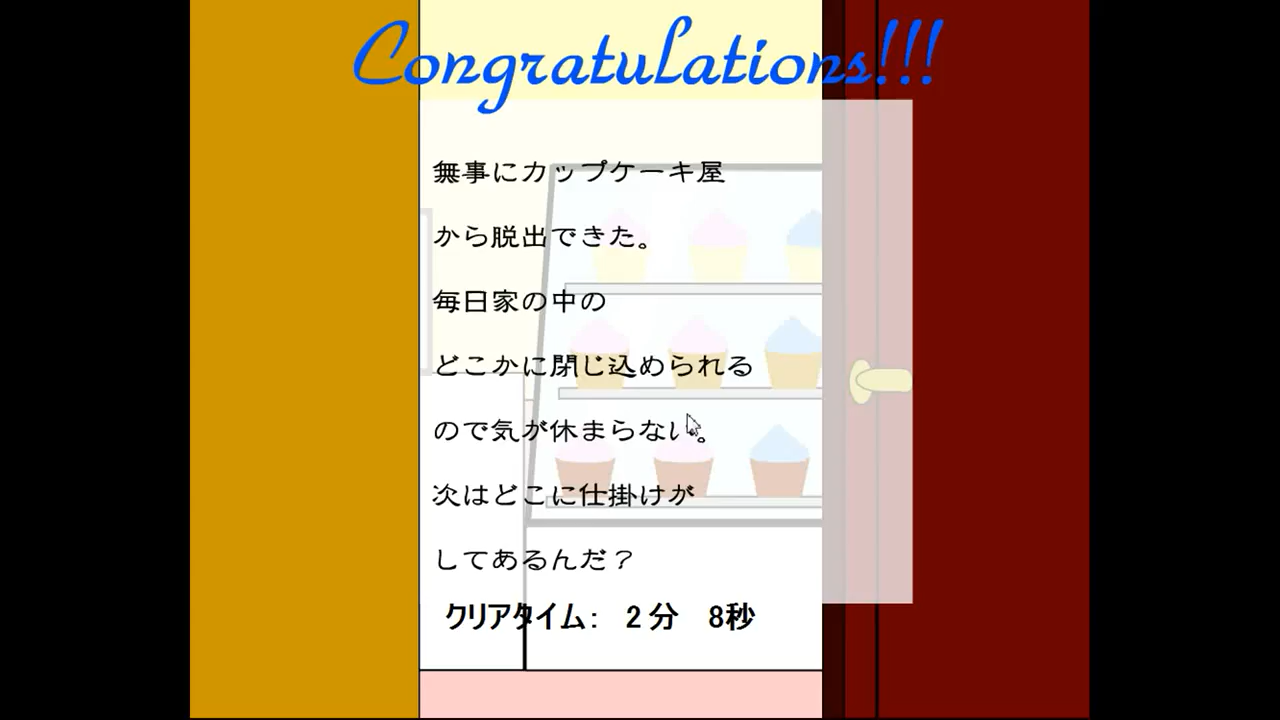 Congratulations!!!
無事にカップケーキ屋
から脱出できた。
毎日家の中の
どこかに閉じ込められる
ので気が休まらない。
次はどこに仕掛けが
してあるんだ？
クリアタイム： 2分 8秒